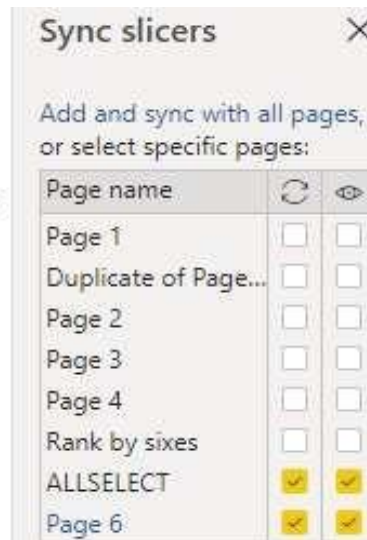 Sync slicers
Add and sync with all pages,
or select specific pages:
Page name
Page 1
Duplicate of Page...
Page 2
Page 3
Page 4
Rank by sixes
ALLSELECT
Page 6